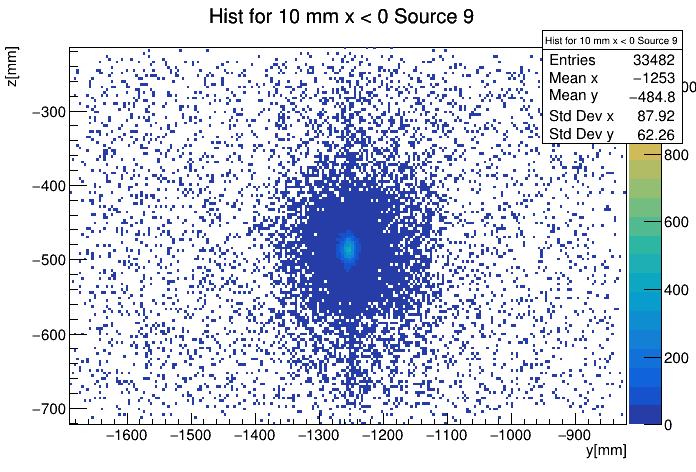 Hist for 10 mm x < 0 Source 9
Hist for 10 mm x < 0 Source 9
Entries 33482
Mean x −1253
Mean y −484.8
Std Dev x 87.92
Std Dev y 62.26
z[mm]
−300
−400
−500
−600
−700
−1600 −1500 −1400 −1300 −1200 −1100 −1000 −900
y[mm]
800
600
400
200
0